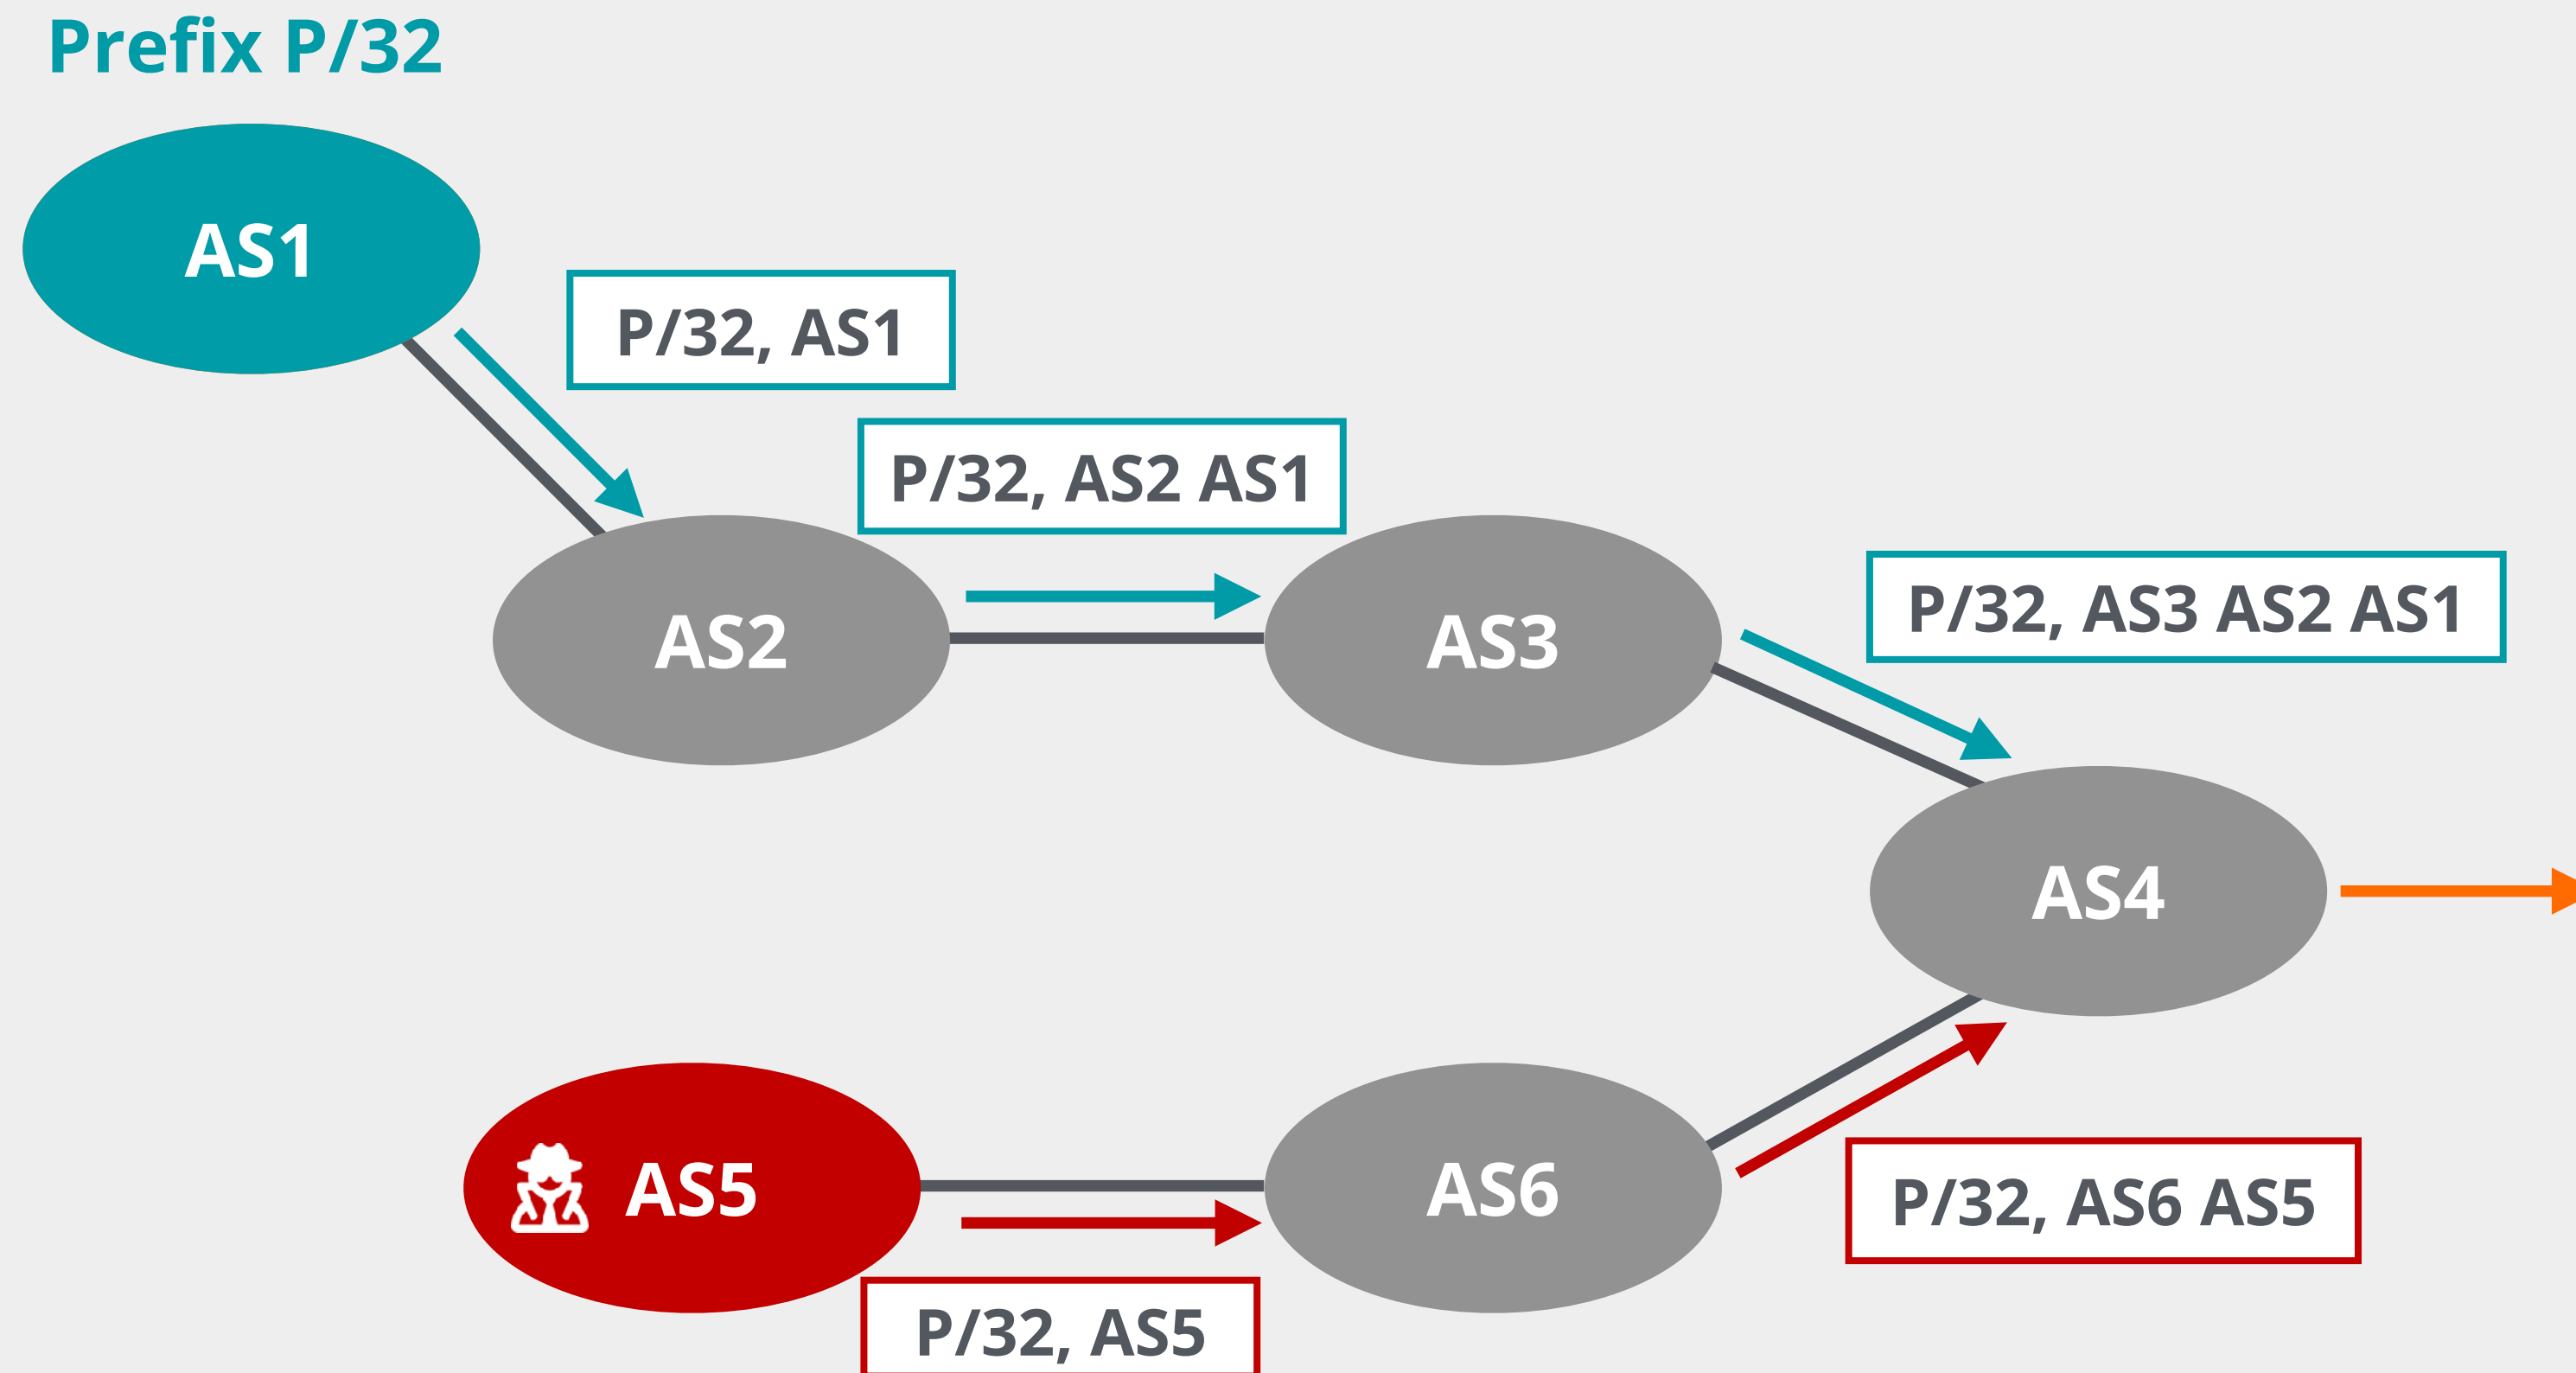 Prefix P/32
AS1
P/32, AS1
P/32, AS2 AS1
AS2
AS3
P/32, AS3 AS2 AS1
AS4
AS5
AS6
P/32, AS6 AS5
P/32, AS5